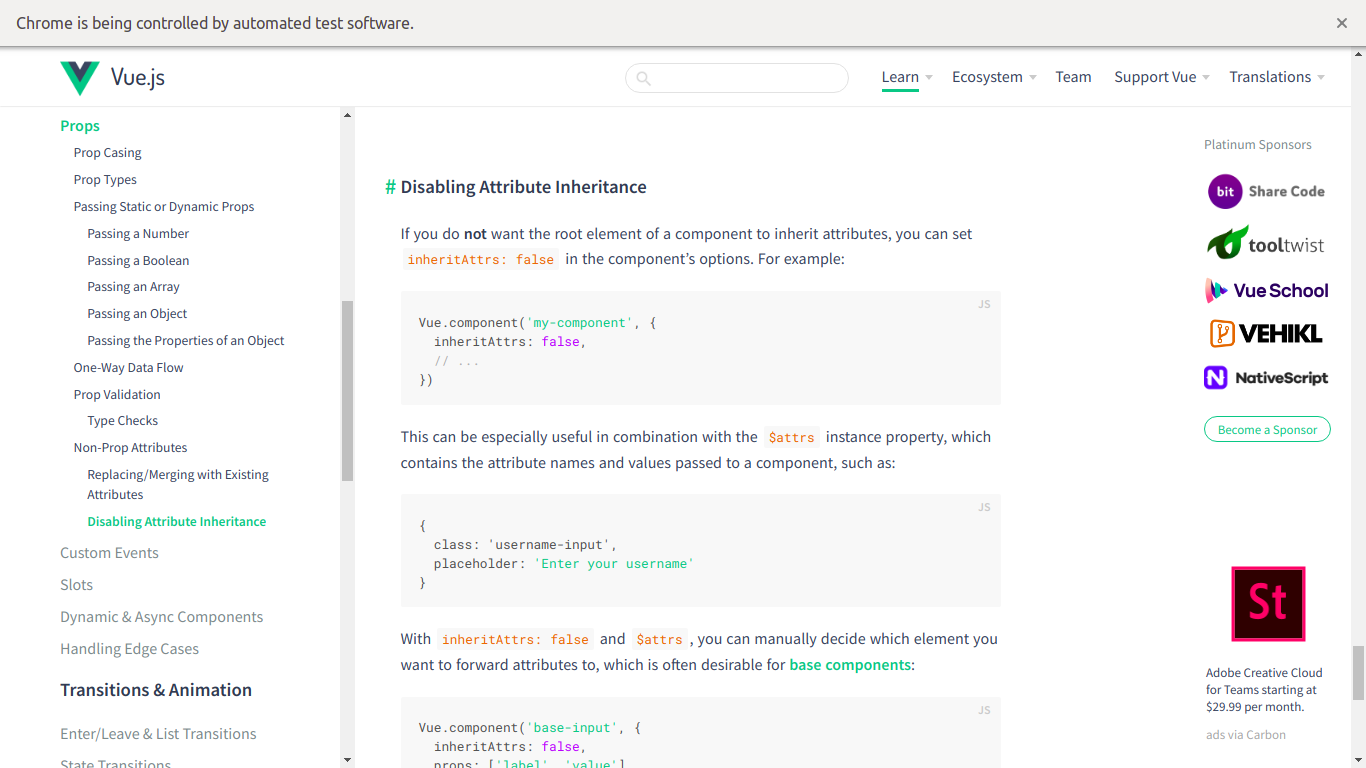 Chrome is being controlled by automated test software.
Vue.js
Learn
Ecosystem
Team
Support Vue
Translations
Props
Prop Casing
Prop Types
Passing Static or Dynamic Props
Passing a Number
Passing a Boolean
Passing an Array
Passing an Object
Passing the Properties of an Object
One-Way Data Flow
Prop Validation
Type Checks
Non-Prop Attributes
Replacing/Merging with Existing
Attributes
Disabling Attribute Inheritance
Custom Events
Slots
Dynamic & Async Components
Handling Edge Cases
Transitions & Animation
Enter/Leave & List Transitions
State Transitions
# Disabling Attribute Inheritance
If you do not want the root element of a component to inherit attributes, you can set
inheritAttrs: false in the component’s options. For example:
JS
Vue.component('my-component', {
inheritAttrs: false,
// ...
})
This can be especially useful in combination with the $attrs instance property, which
contains the attribute names and values passed to a component, such as:
JS
{
class: 'username-input',
placeholder: 'Enter your username'
}
With inheritAttrs: false and $attrs , you can manually decide which element you
want to forward attributes to, which is often desirable for base components:
JS
Vue.component('base-input', {
inheritAttrs: false,
props: ['label', 'value'],
Platinum Sponsors
bit Share Code
tooltwist
Vue School
VEHIKL
NativeScript
Become a Sponsor
St
Adobe Creative Cloud
for Teams starting at
$29.99 per month.
ads via Carbon